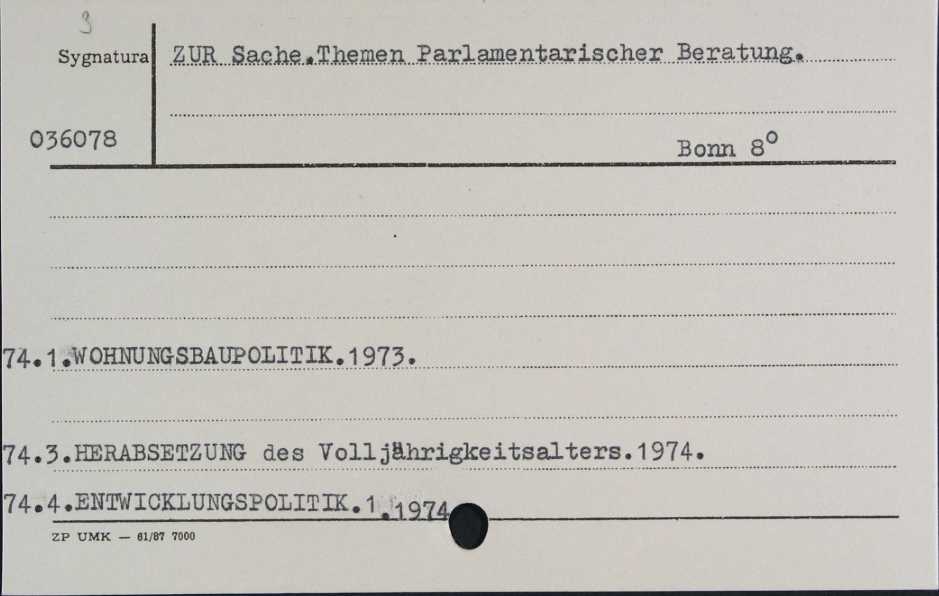 3
Sygnatura ZUR Sache.Themen Parlamentarischer Beratung.
036078
Bonn 8°
74.1.WOHNUNGSBAUPOLITIK.1973.
74.3.HERABSETZUNG des Volljährigkeitsalters.1974.
74.4.ENTWICKLUNGSPOLITIK.1.1974
ZP UMK — 61/87 7000